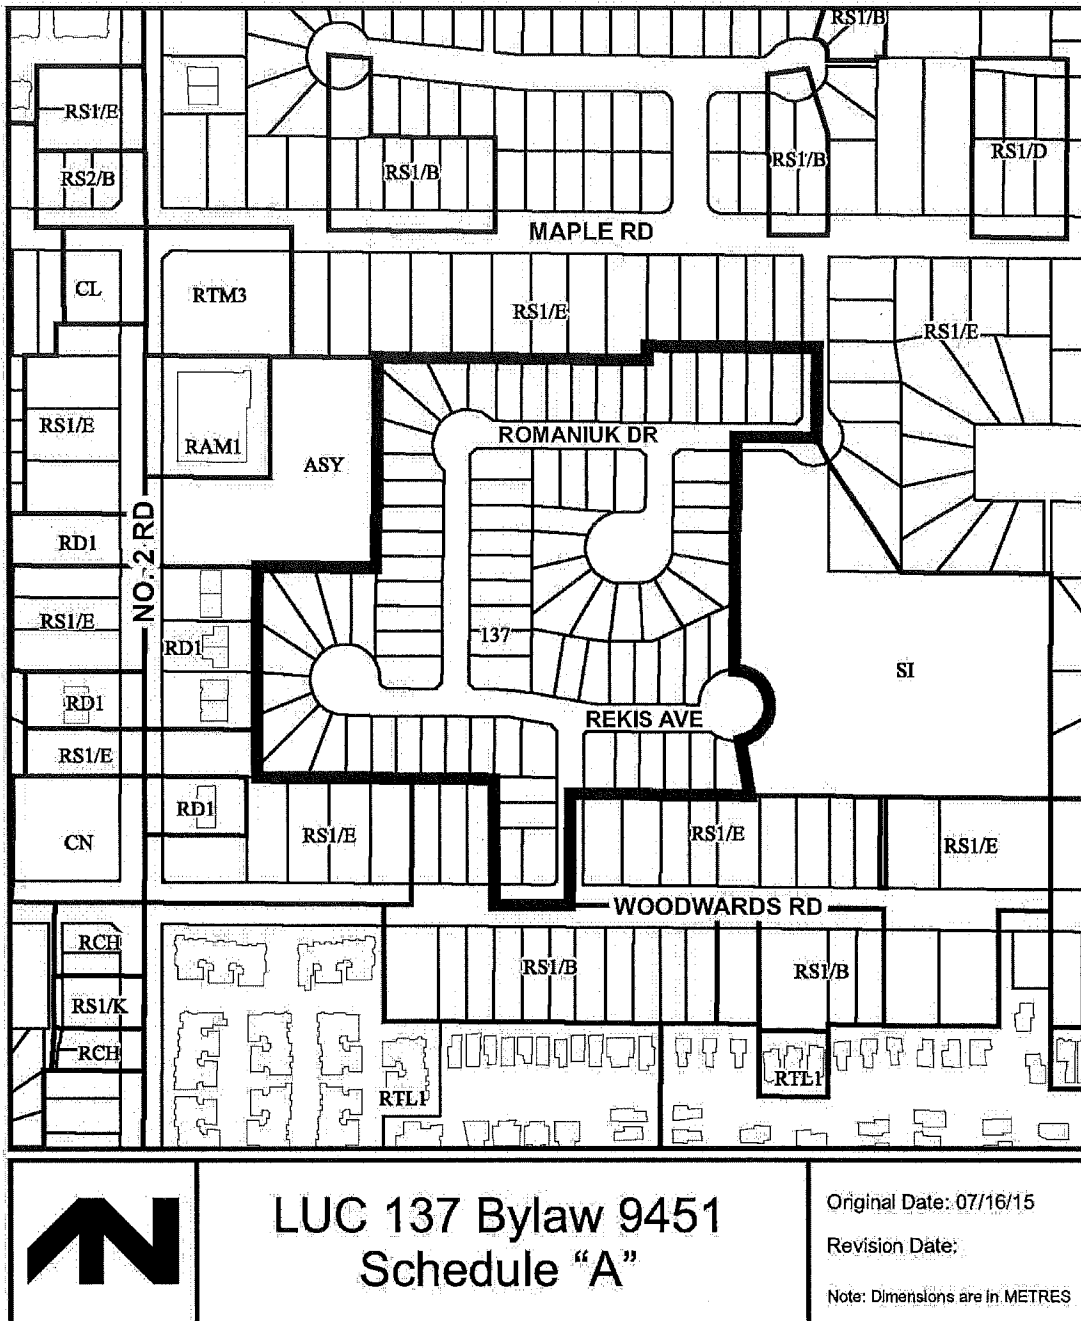 RS1/B
RS1/E
RS2/B
RS1/B
RS1/B
RS1/D
MAPLE RD
CL
RTM3
RS1/E
RS1/E
RS1/E
RAM1
ASY
ROMANIUK DR
RD1
NO. 2 RD
RS1/E
RD1
137
SI
RD1
REKIS AVE
RS1/E
RD1
CN
RS1/E
RS1/E
RS1/E
WOODWARDS RD
RCH
RS1/B
RS1/B
RS1/K
RCH
RTL1
RTL1
N
LUC 137 Bylaw 9451
Schedule “A”
Original Date: 07/16/15
Revision Date:
Note: Dimensions are in METRES